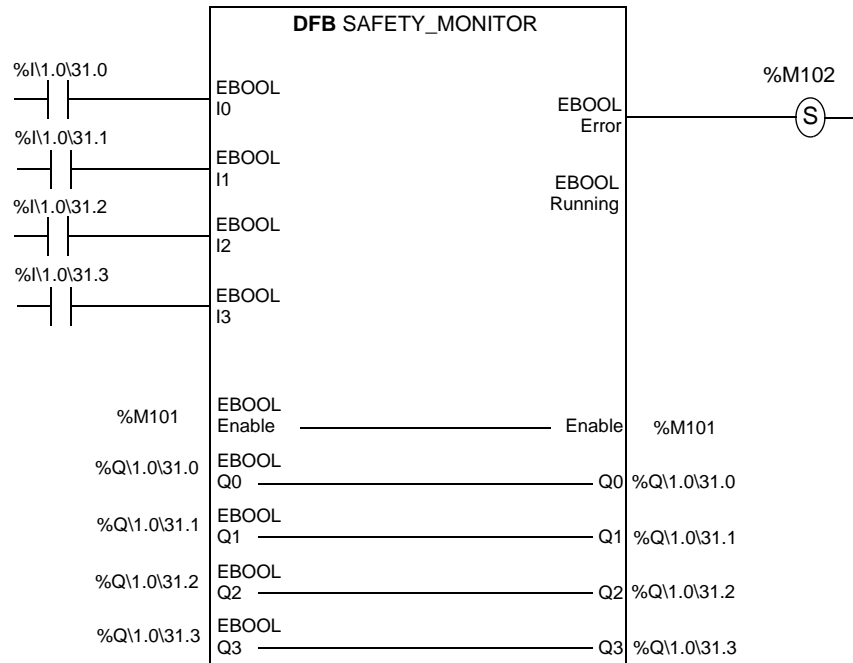 DFB SAFETY_MONITOR
%I\1.0\31.0
EBOOL
I0
EBOOL
Error
%M102
S
%I\1.0\31.1
EBOOL
I1
EBOOL
Running
%I\1.0\31.2
EBOOL
I2
%I\1.0\31.3
EBOOL
I3
%M101
EBOOL
Enable
Enable
%M101
%Q\1.0\31.0
EBOOL
Q0
Q0
%Q\1.0\31.0
%Q\1.0\31.1
EBOOL
Q1
Q1
%Q\1.0\31.1
%Q\1.0\31.2
EBOOL
Q2
Q2
%Q\1.0\31.2
%Q\1.0\31.3
EBOOL
Q3
Q3
%Q\1.0\31.3